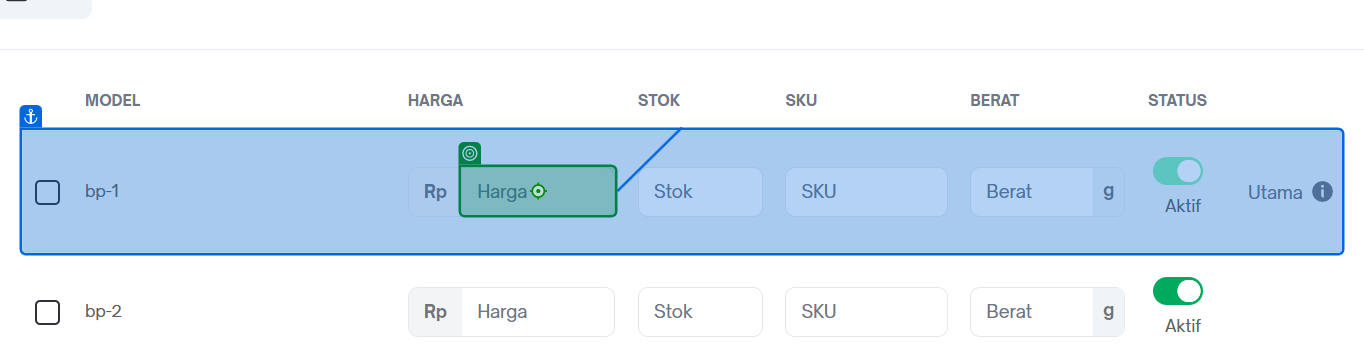 MODEL HARGA STOK SKU BERAT STATUS
bp-1 Rp Harga Stok SKU Berat g Aktif Utama
bp-2 Rp Harga Stok SKU Berat g Aktif